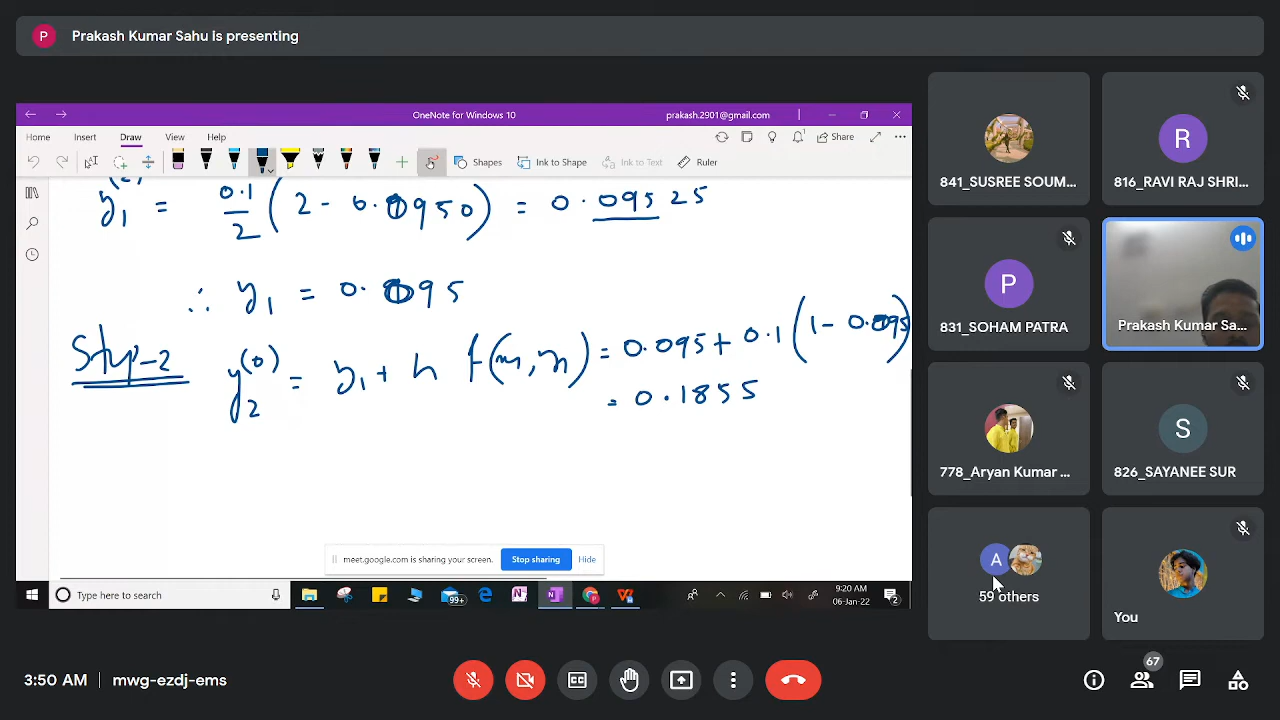 P Prakash Kumar Sahu is presenting
OneNote for Windows 10
prakash.2901@gmail.com
Home Insert Draw View Help
Share
Shapes Ink to Shape Ink to Text Ruler
y₁⁽²⁾ = 0.1/2 (2 - 0.0950) = 0.09525
∴ y₁ = 0.095
Step-2 y₂⁽⁰⁾ = y₁ + h f(x₁, y₁) = 0.095 + 0.1 (1 - 0.095)
= 0.1855
meet.google.com is sharing your screen. Stop sharing Hide
Type here to search
99+
9:20 AM
06-Jan-22
2
841_SUSREE SOUM...
R
816_RAVI RAJ SHRI...
P
831_SOHAM PATRA
Prakash Kumar Sa...
778_Aryan Kumar ...
S
826_SAYANEE SUR
A
59 others
You
3:50 AM mwg-ezdj-ems
67